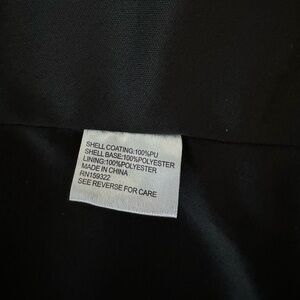 SHELL COATING:100%PU
SHELL BASE:100%POLYESTER
LINING:100%POLYESTER
MADE IN CHINA
RN159322
SEE REVERSE FOR CARE